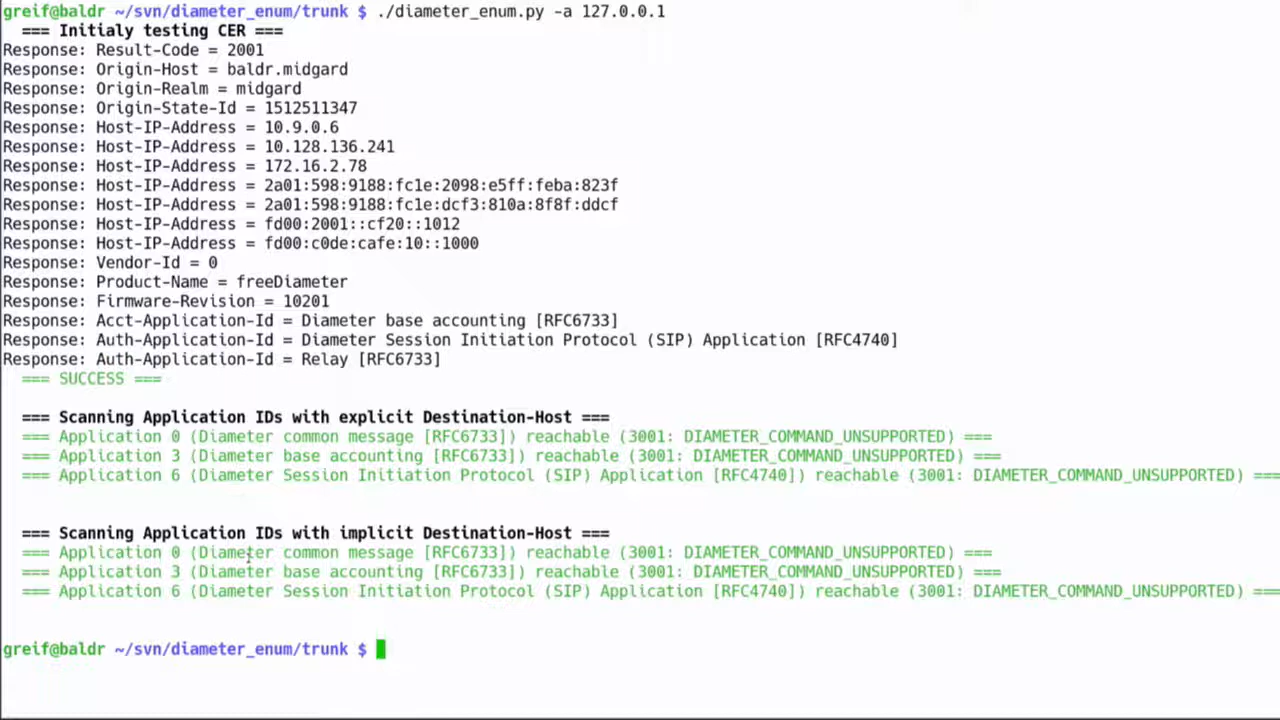 greif@baldr ~/svn/diameter_enum/trunk $ ./diameter_enum.py -a 127.0.0.1
=== Initialy testing CER ===
Response: Result-Code = 2001
Response: Origin-Host = baldr.midgard
Response: Origin-Realm = midgard
Response: Origin-State-Id = 1512511347
Response: Host-IP-Address = 10.9.0.6
Response: Host-IP-Address = 10.128.136.241
Response: Host-IP-Address = 172.16.2.78
Response: Host-IP-Address = 2a01:598:9188:fc1e:2098:e5ff:feba:823f
Response: Host-IP-Address = 2a01:598:9188:fc1e:dcf3:810a:8f8f:ddcf
Response: Host-IP-Address = fd00:2001::cf20::1012
Response: Host-IP-Address = fd00:c0de:cafe:10::1000
Response: Vendor-Id = 0
Response: Product-Name = freeDiameter
Response: Firmware-Revision = 10201
Response: Acct-Application-Id = Diameter base accounting [RFC6733]
Response: Auth-Application-Id = Diameter Session Initiation Protocol (SIP) Application [RFC4740]
Response: Auth-Application-Id = Relay [RFC6733]
=== SUCCESS ===
=== Scanning Application IDs with explicit Destination-Host ===
=== Application 0 (Diameter common message [RFC6733]) reachable (3001: DIAMETER_COMMAND_UNSUPPORTED) ===
=== Application 3 (Diameter base accounting [RFC6733]) reachable (3001: DIAMETER_COMMAND_UNSUPPORTED) ===
=== Application 6 (Diameter Session Initiation Protocol (SIP) Application [RFC4740]) reachable (3001: DIAMETER_COMMAND_UNSUPPORTED) ===
=== Scanning Application IDs with implicit Destination-Host ===
=== Application 0 (Diameter common message [RFC6733]) reachable (3001: DIAMETER_COMMAND_UNSUPPORTED) ===
=== Application 3 (Diameter base accounting [RFC6733]) reachable (3001: DIAMETER_COMMAND_UNSUPPORTED) ===
=== Application 6 (Diameter Session Initiation Protocol (SIP) Application [RFC4740]) reachable (3001: DIAMETER_COMMAND_UNSUPPORTED) ===
greif@baldr ~/svn/diameter_enum/trunk $